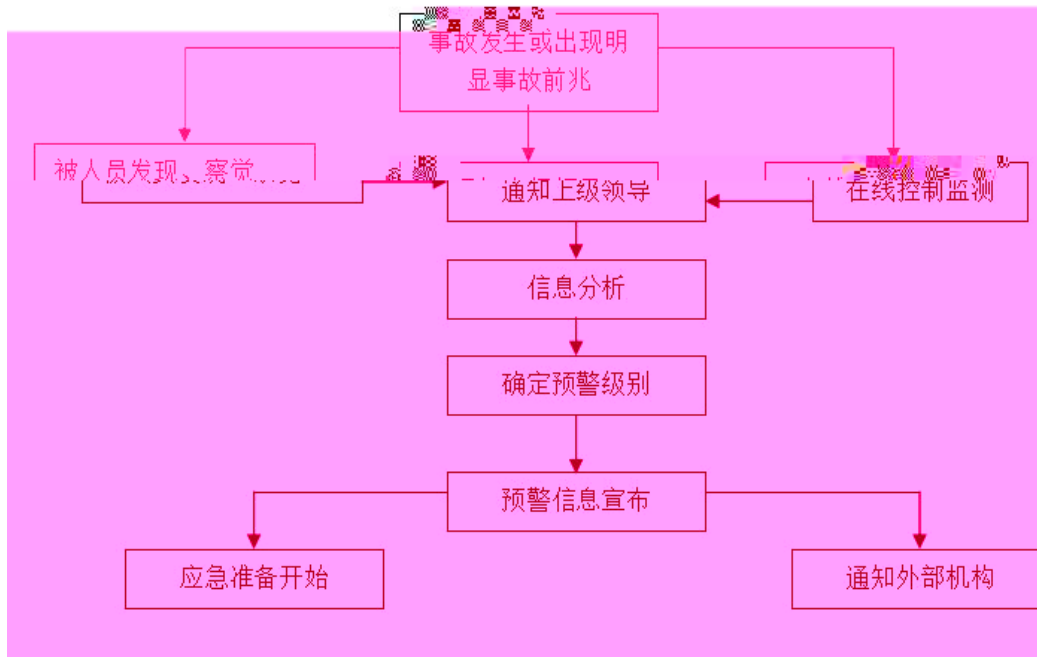 事故发生或出现明
显事故前兆
被人员发现、察觉
通知上级领导
在线控制监测
信息分析
确定预警级别
预警信息宣布
应急准备开始
通知外部机构